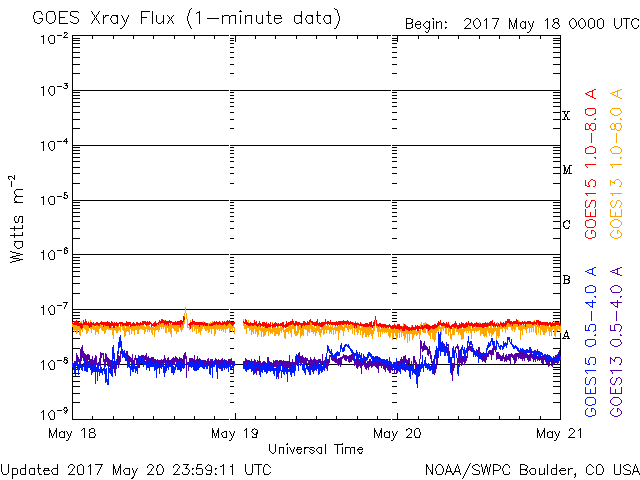 GOES Xray Flux (1-minute data)
Begin: 2017 May 18 0000 UTC
10-2
10-3
10-4
10-5
10-6
10-7
10-8
10-9
Watts m-2
X
M
C
B
A
GOES15 1.0-8.0 A
GOES13 1.0-8.0 A
GOES15 0.5-4.0 A
GOES13 0.5-4.0 A
May 18
May 19
May 20
May 21
Universal Time
Updated 2017 May 20 23:59:11 UTC
NOAA/SWPC Boulder, CO USA